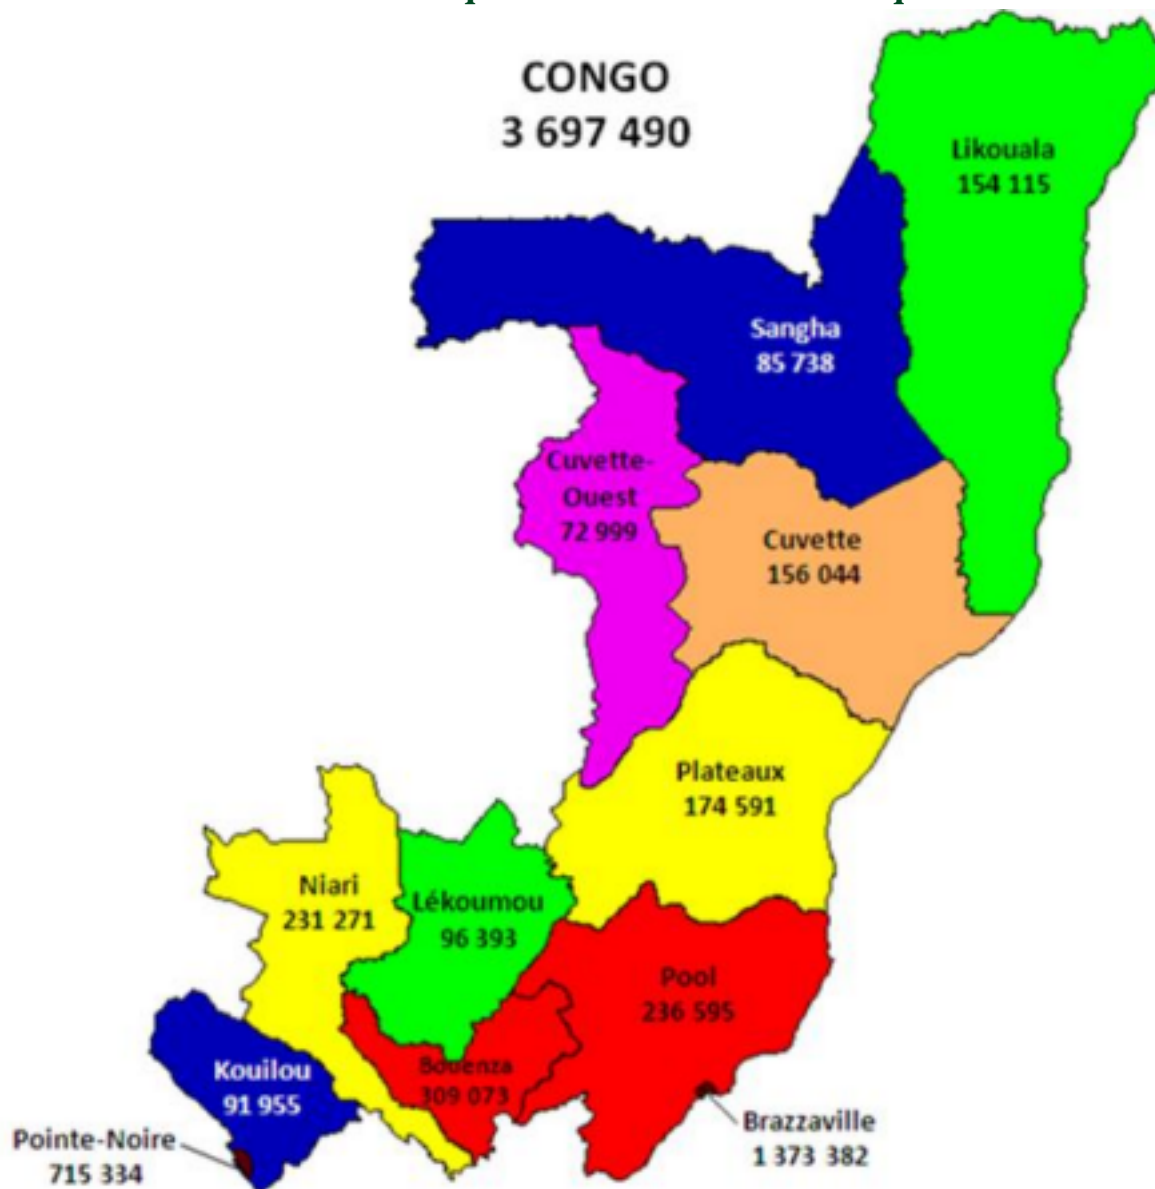 CONGO
3 697 490
Likouala
154 115
Sangha
85 738
Cuvette-
Ouest
72 999
Cuvette
156 044
Plateaux
174 591
Niari
231 271
Lékoumou
96 393
Pool
236 595
Bouenza
309 073
Kouilou
91 955
Pointe-Noire
715 334
Brazzaville
1 373 382